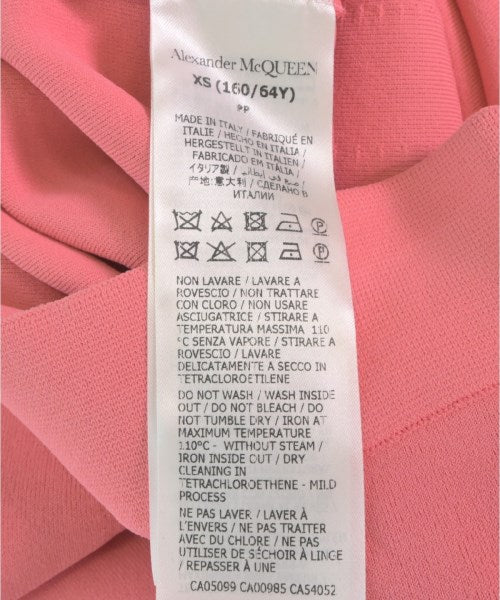 Alexander McQUEEN
XS (160/64Y)
PP
MADE IN ITALY / FABRIQUÉ EN
ITALIE / HECHO EN ITALIA /
HERGESTELLT IN ITALIEN /
FABRICADO EM ITÁLIA /
イタリア製 / صنع في إيطاليا /
产地:意大利 / СДЕЛАНО В
ИТАЛИИ
P
P
NON LAVARE / LAVARE A
ROVESCIO / NON TRATTARE
CON CLORO / NON USARE
ASCIUGATRICE / STIRARE A
TEMPERATURA MASSIMA 110
°C SENZA VAPORE / STIRARE A
ROVESCIO / LAVARE
DELICATAMENTE A SECCO IN
TETRACLOROETILENE
DO NOT WASH / WASH INSIDE
OUT / DO NOT BLEACH / DO
NOT TUMBLE DRY / IRON AT
MAXIMUM TEMPERATURE
110°C - WITHOUT STEAM /
IRON INSIDE OUT / DRY
CLEANING IN
TETRACHLOROETHENE - MILD
PROCESS
NE PAS LAVER / LAVER À
L'ENVERS / NE PAS TRAITER
AVEC DU CHLORE / NE PAS
UTILISER DE SÉCHOIR À LINGE
/ REPASSER À UNE
CA05099 CA00985 CA54052